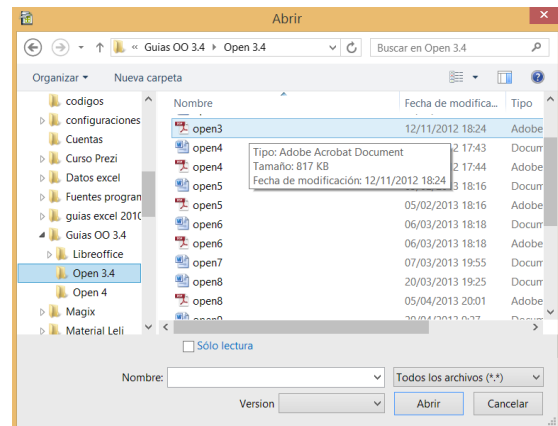 Abrir
« Guias OO 3.4 Open 3.4 Buscar en Open 3.4
Organizar Nueva carpeta
codigos
configuraciones
Cuentas
Curso Prezi
Datos excel
Fuentes program
guias excel 2010
Guias OO 3.4
Libreoffice
Open 3.4
Open 4
Magix
Material Leli
Nombre Fecha de modifica... Tipo
open3 12/11/2012 18:24 Adobe
open4 2 17:43 Docum
open4 2 17:44 Adobe
open5 18:16 Docum
open5 05/02/2013 18:16 Adobe
open6 06/03/2013 18:18 Docum
open6 06/03/2013 18:18 Adobe
open7 07/03/2013 19:55 Docum
open8 20/03/2013 19:25 Docum
open8 05/04/2013 20:01 Adobe
Tipo: Adobe Acrobat Document
Tamaño: 817 KB
Fecha de modificación: 12/11/2012 18:24
Sólo lectura
Nombre: Todos los archivos (*.*)
Version Abrir Cancelar